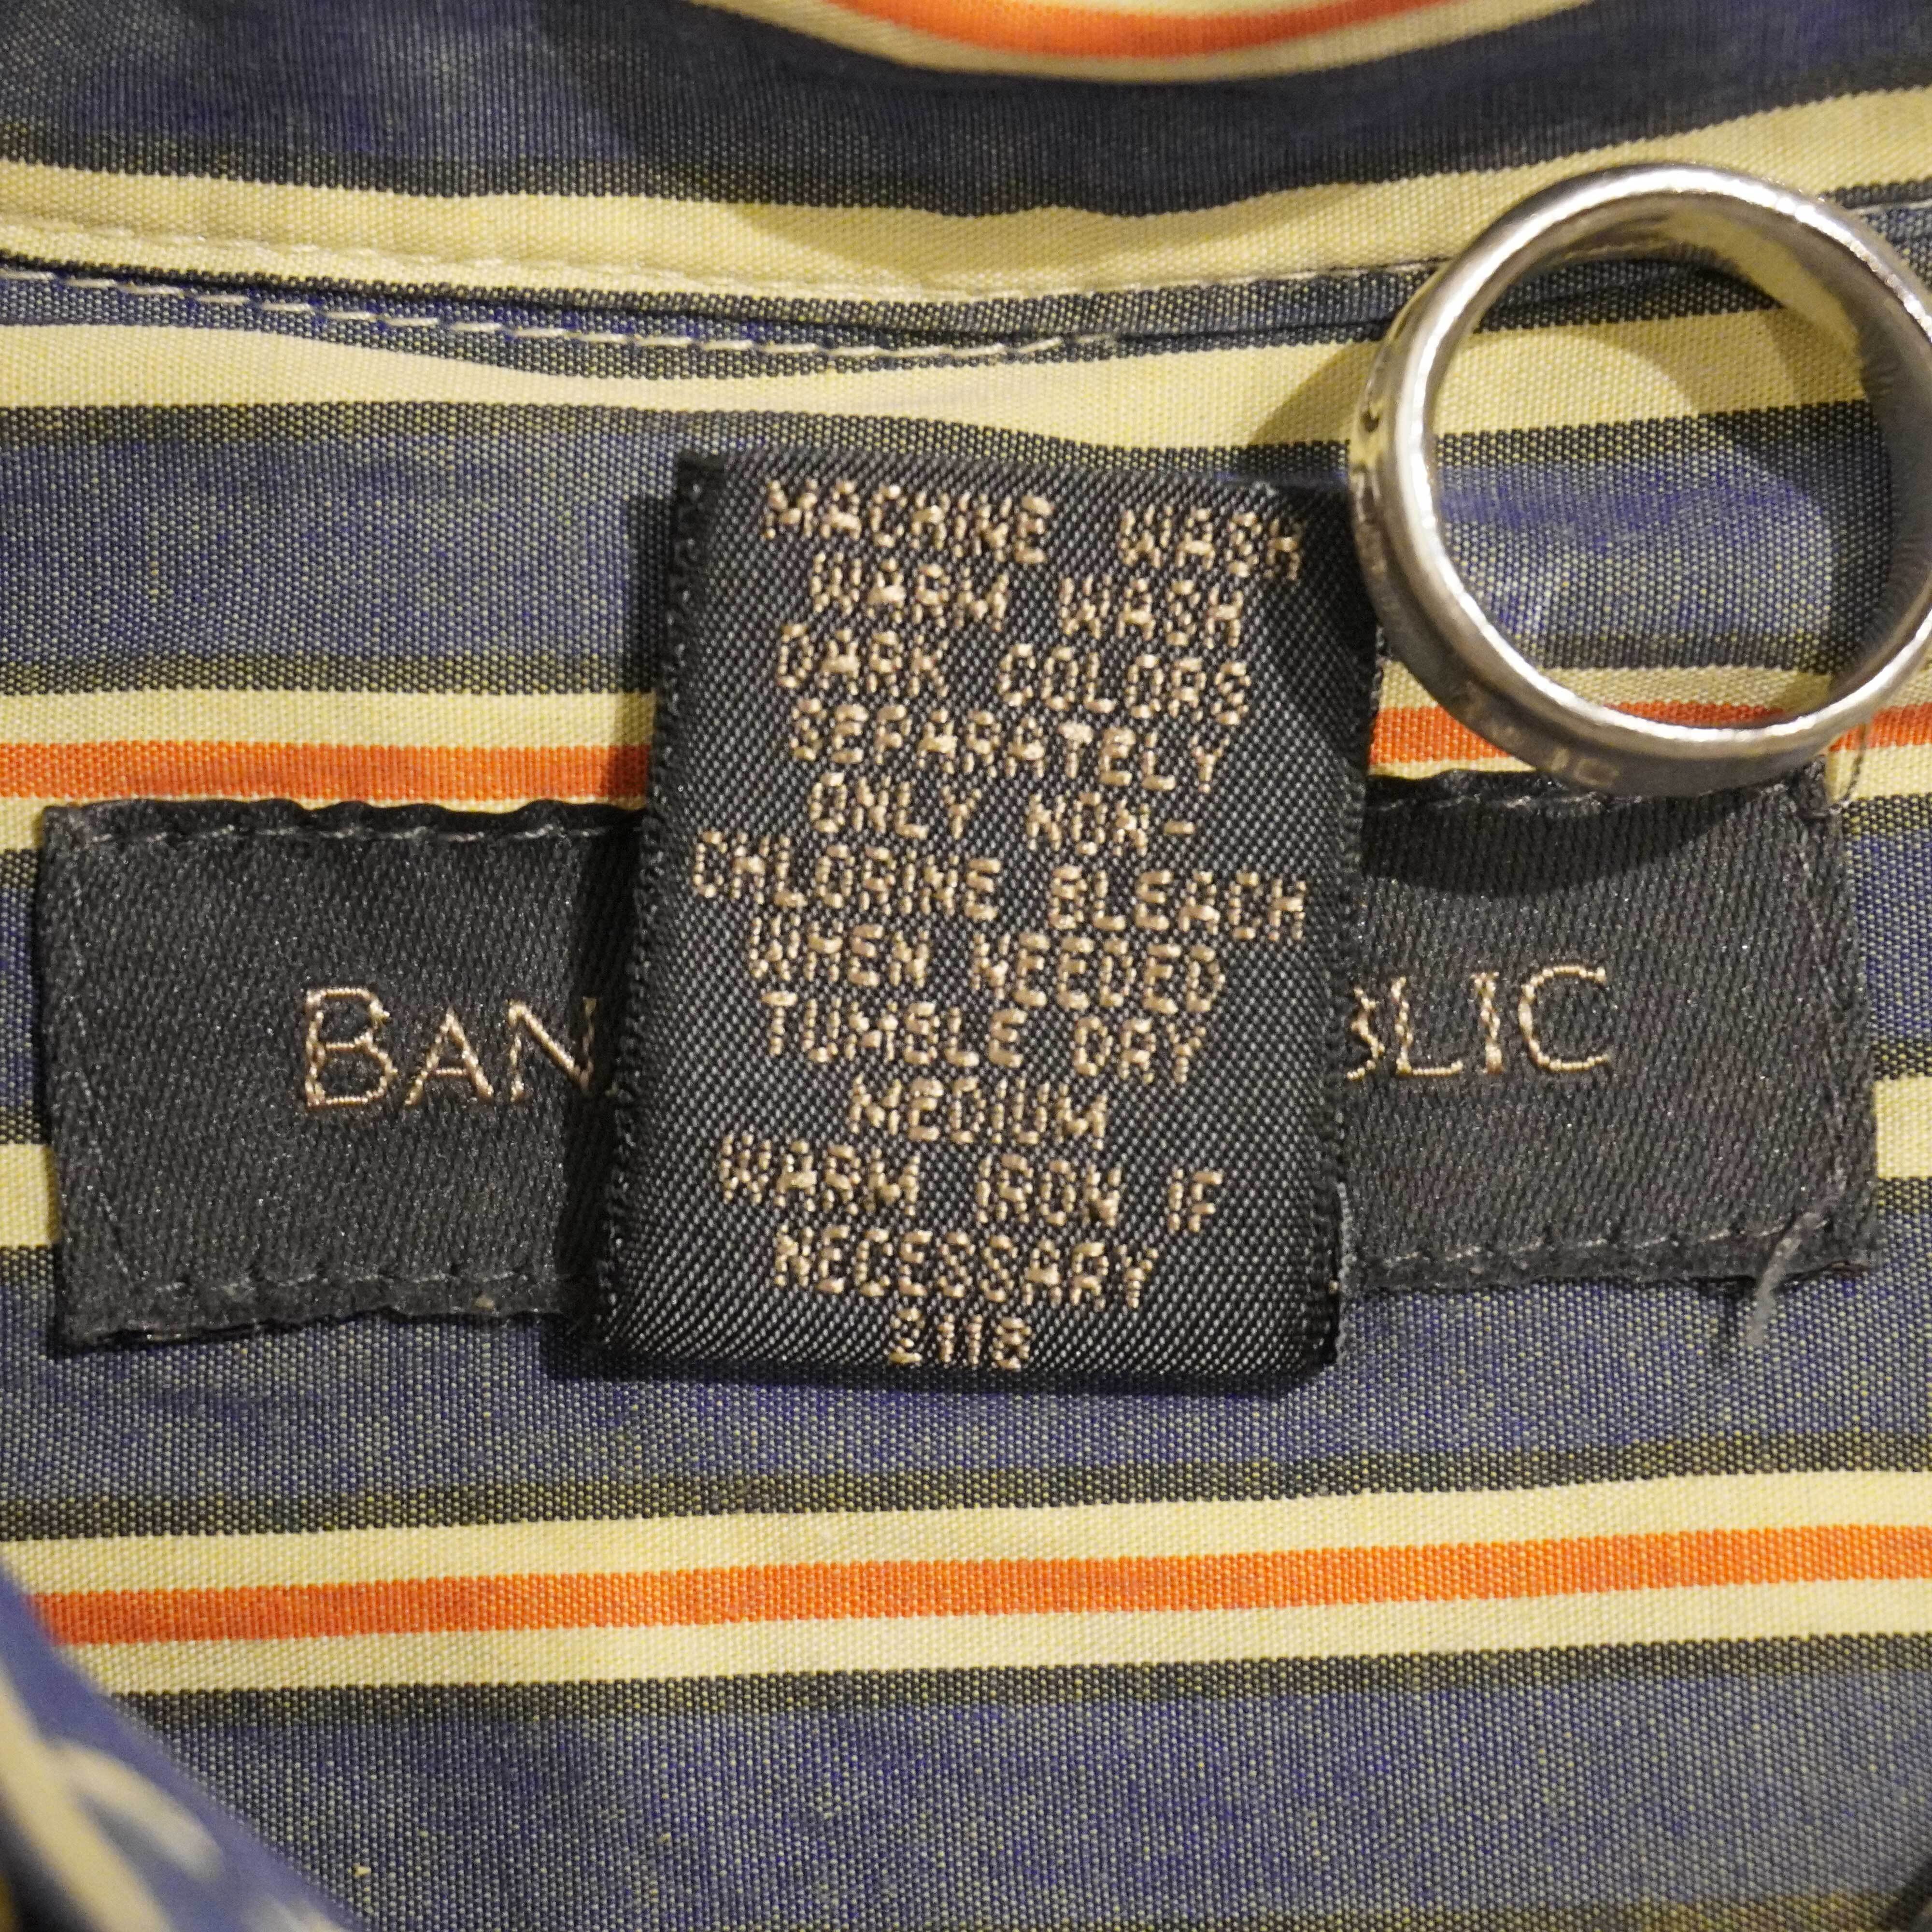 MACHINE WASH
WARM WASH
DARK COLORS
SEPARATELY
ONLY NON-
CHLORINE BLEACH
WHEN NEEDED
TUMBLE DRY
MEDIUM
WARM IRON IF
NECESSARY
2118
BAN BLIC